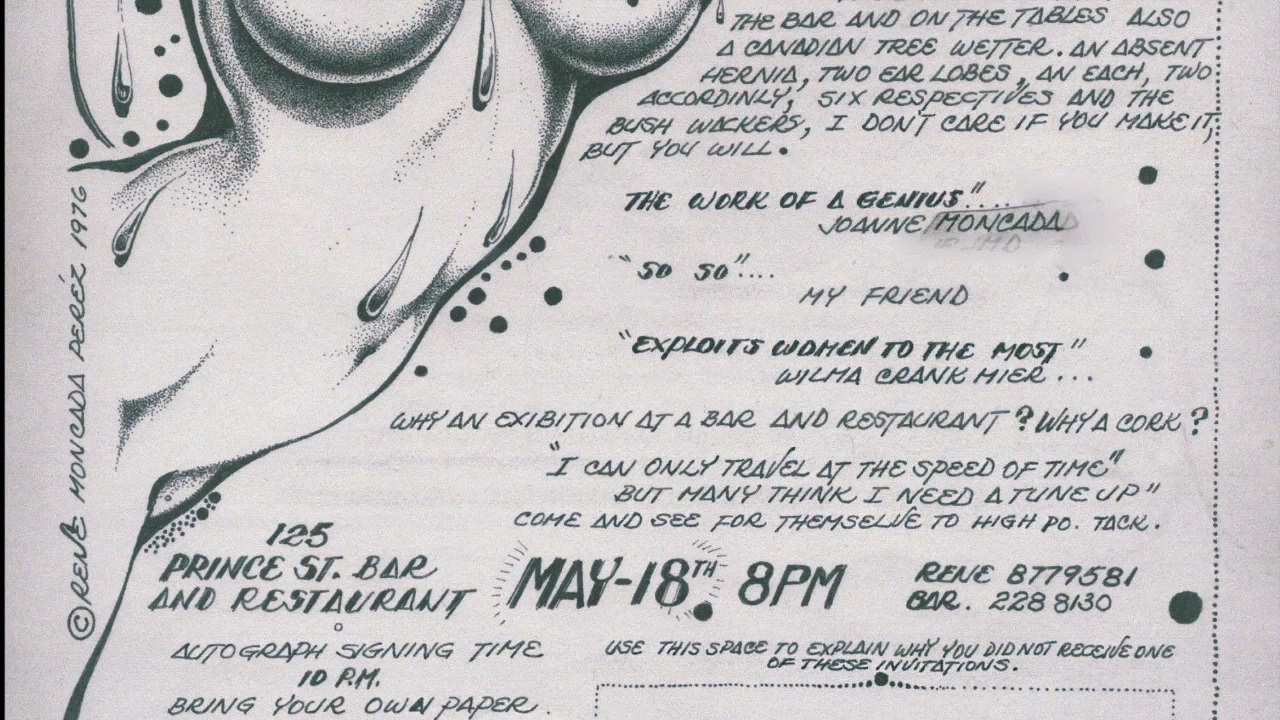 THE BAR AND ON THE TABLES ALSO
A CANADIAN TREE WETTER. AN ABSENT
HERNIA, TWO EAR LOBES, AN EACH, TWO
ACCORDINLY, SIX RESPECTIVES AND THE
BUSH WACKERS, I DON'T CARE IF YOU MAKE IT,
BUT YOU WILL.
THE WORK OF A GENIUS"....
JOANNE MONCADA
"SO SO"....
MY FRIEND
"EXPLOITS WOMEN TO THE MOST"
WILMA CRANK MIER...
WHY AN EXIBITION AT A BAR AND RESTAURANT? WHY A CORK?
"I CAN ONLY TRAVEL AT THE SPEED OF TIME"
BUT MANY THINK I NEED A TUNE UP"
COME AND SEE FOR THEMSELVE TO HIGH PO. TACK.
125
PRINCE ST. BAR
AND RESTAURANT
MAY-18TH 8PM
RENE 8779581
BAR. 228 8130
AUTOGRAPH SIGNING TIME
10 P.M.
BRING YOUR OWN PAPER.
USE THIS SPACE TO EXPLAIN WHY YOU DID NOT RECEIVE ONE
OF THESE INVITATIONS.
© RENÉ MONCADA PERÉZ 1976